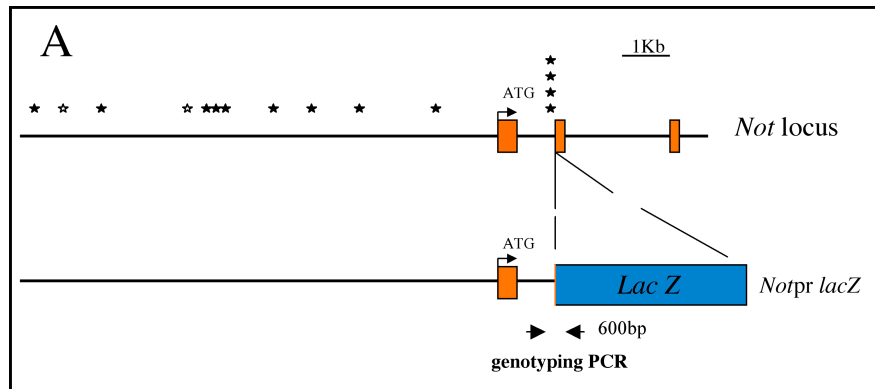 A
1Kb
ATG
Not locus
ATG
Lac Z
Notpr lacZ
600bp
genotyping PCR